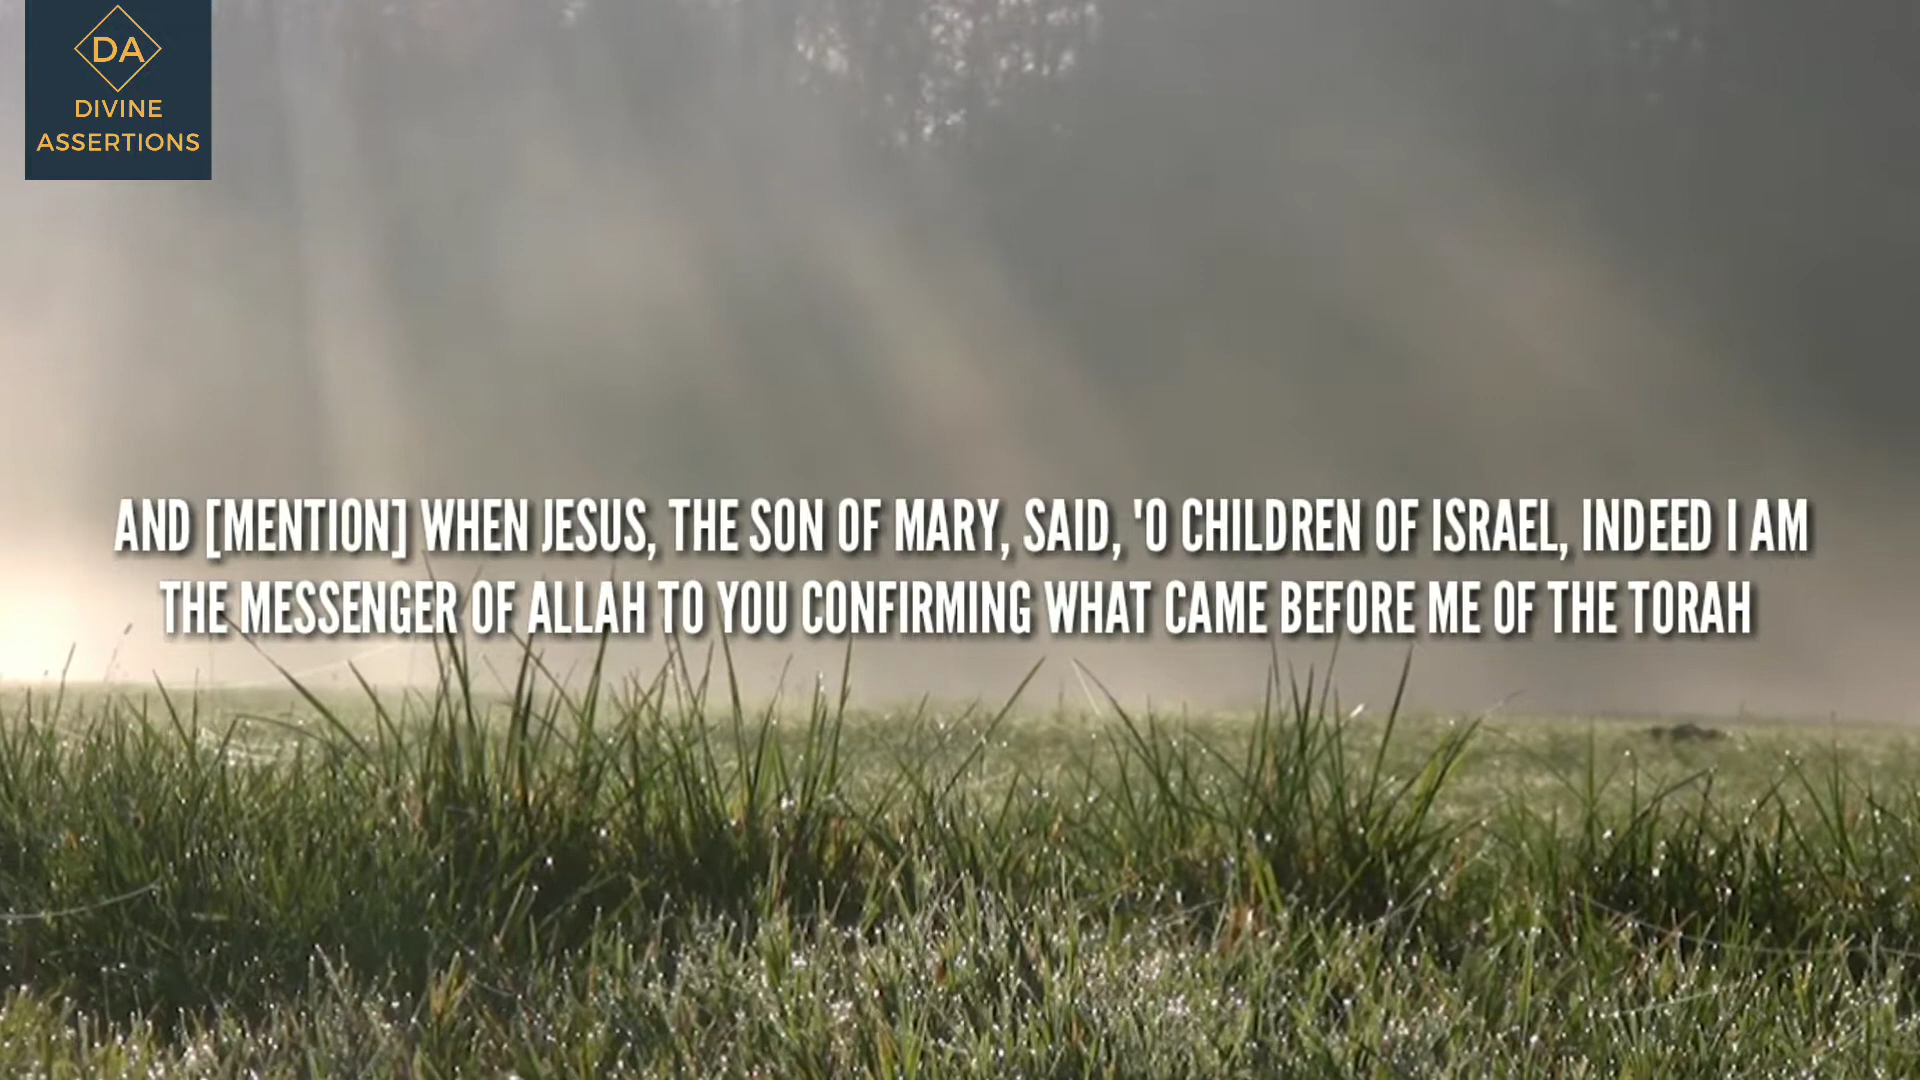 DA
DIVINE
ASSERTIONS
AND [MENTION] WHEN JESUS, THE SON OF MARY, SAID, 'O CHILDREN OF ISRAEL, INDEED I AM
THE MESSENGER OF ALLAH TO YOU CONFIRMING WHAT CAME BEFORE ME OF THE TORAH